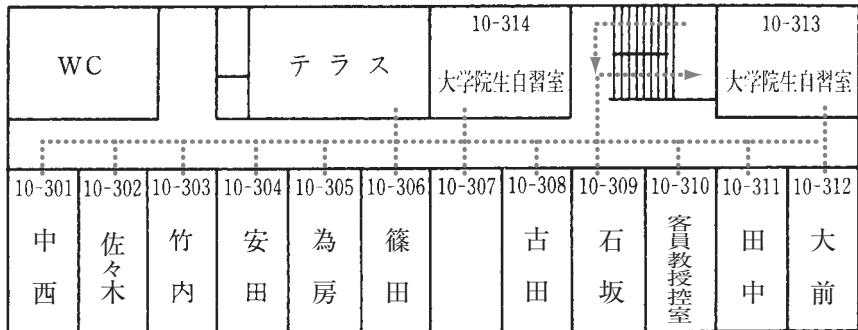 WC
テラス
10-314
大学院生自習室
10-313
大学院生自習室
10-301
中西
10-302
佐々木
10-303
竹内
10-304
安田
10-305
為房
10-306
篠田
10-307
10-308
古田
10-309
石坂
10-310
客員教授控室
10-311
田中
10-312
大前